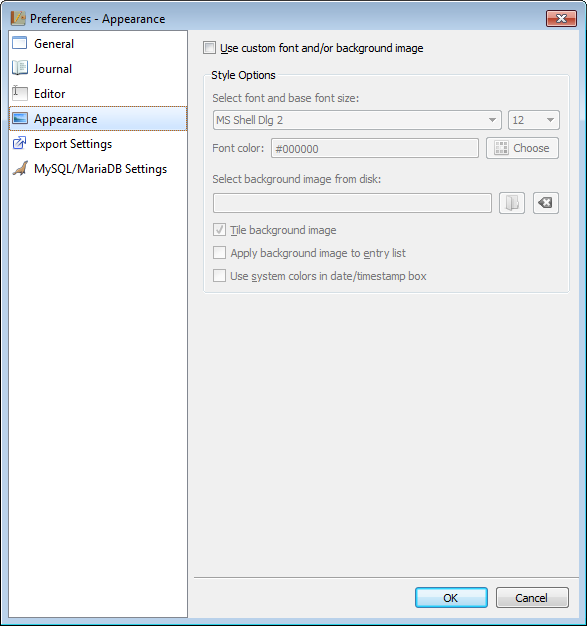 Preferences - Appearance
General
Journal
Editor
Appearance
Export Settings
MySQL/MariaDB Settings
Use custom font and/or background image
Style Options
Select font and base font size:
MS Shell Dlg 2 12
Font color: #000000 Choose
Select background image from disk:
Tile background image
Apply background image to entry list
Use system colors in date/timestamp box
OK Cancel